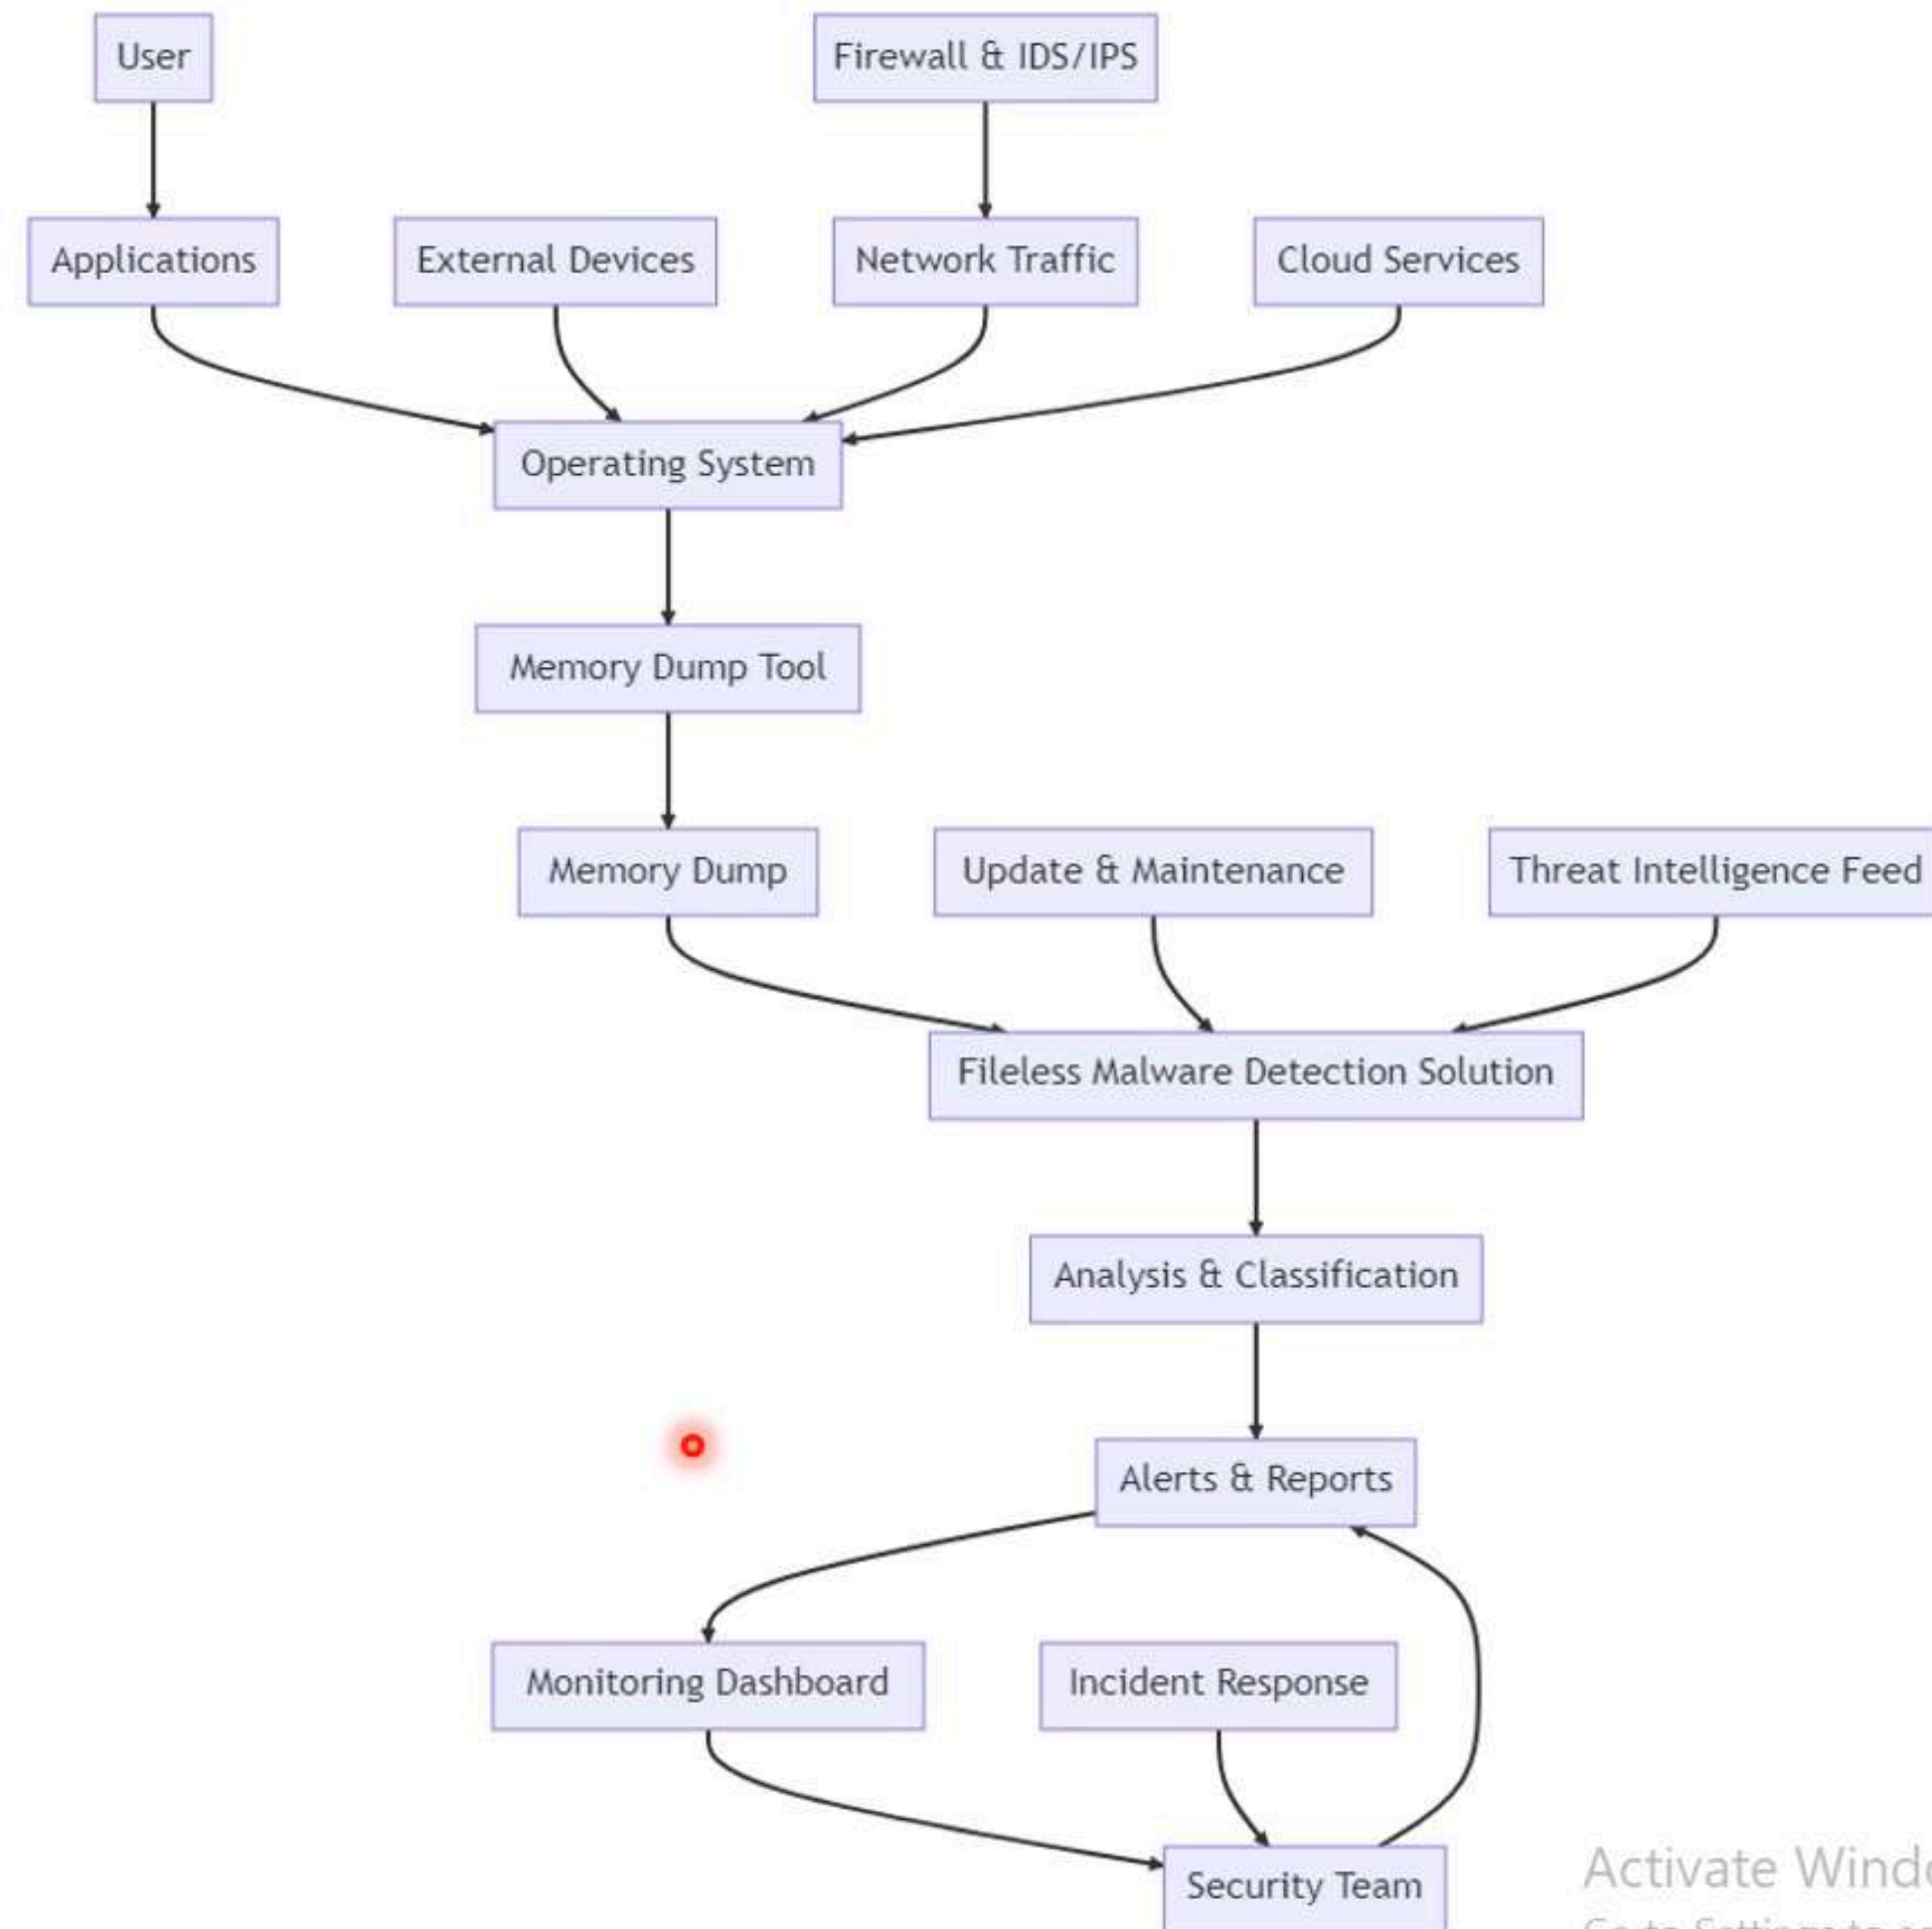 User
Firewall & IDS/IPS
Applications
External Devices
Network Traffic
Cloud Services
Operating System
Memory Dump Tool
Memory Dump
Update & Maintenance
Threat Intelligence Feed
Fileless Malware Detection Solution
Analysis & Classification
Alerts & Reports
Monitoring Dashboard
Incident Response
Security Team
Activate